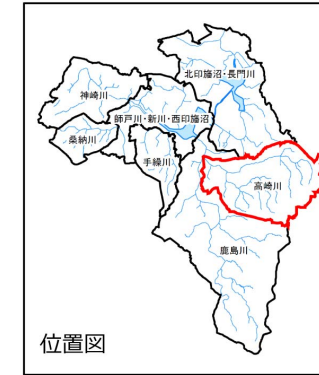 北印旛沼・長門川
神崎川
師戸川・新川・西印旛沼
桑納川
手繰川
高崎川
鹿島川
位置図